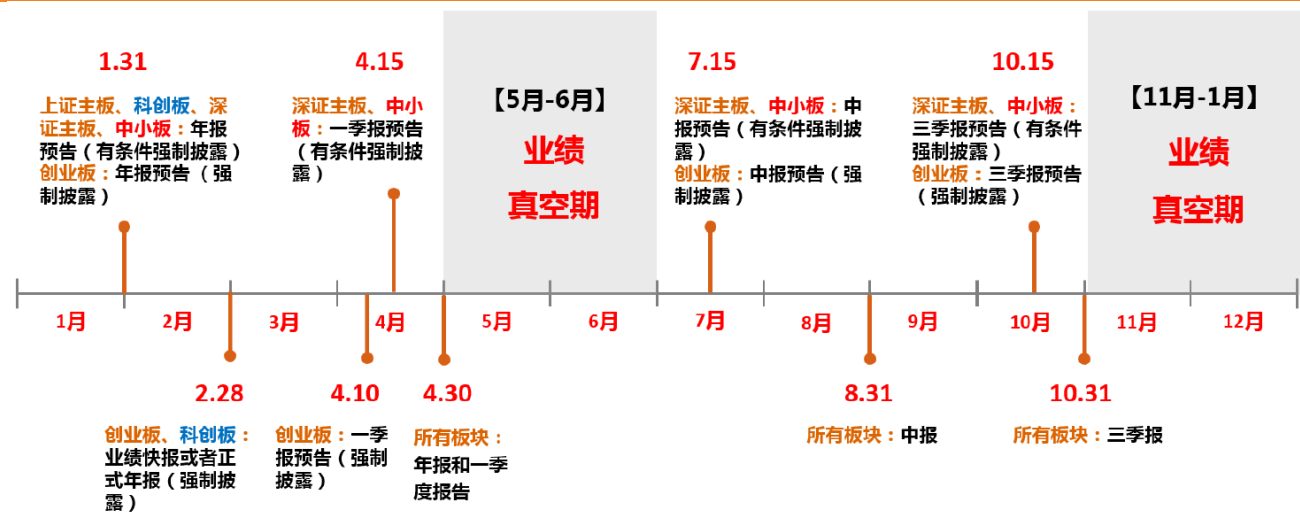 1.31
上证主板、科创板、深
证主板、中小板：年报
预告（有条件强制披露）
创业板：年报预告（强
制披露）
4.15
深证主板、中小
板：一季报预告
（有条件强制披
露）
【5月-6月】
业绩
真空期
7.15
深证主板、中小板：中
报预告（有条件强制披
露）
创业板：中报预告（强
制披露）
10.15
深证主板、中小板：
三季报预告（有条件
强制披露）
创业板：三季报预告
（强制披露）
【11月-1月】
业绩
真空期
1月
2月
3月
4月
5月
6月
7月
8月
9月
10月
11月
12月
2.28
创业板、科创板：
业绩快报或者正
式年报（强制披
露）
4.10
创业板：一季
报预告（强制
披露）
4.30
所有板块：
年报和一季
度报告
8.31
所有板块：中报
10.31
所有板块：三季报